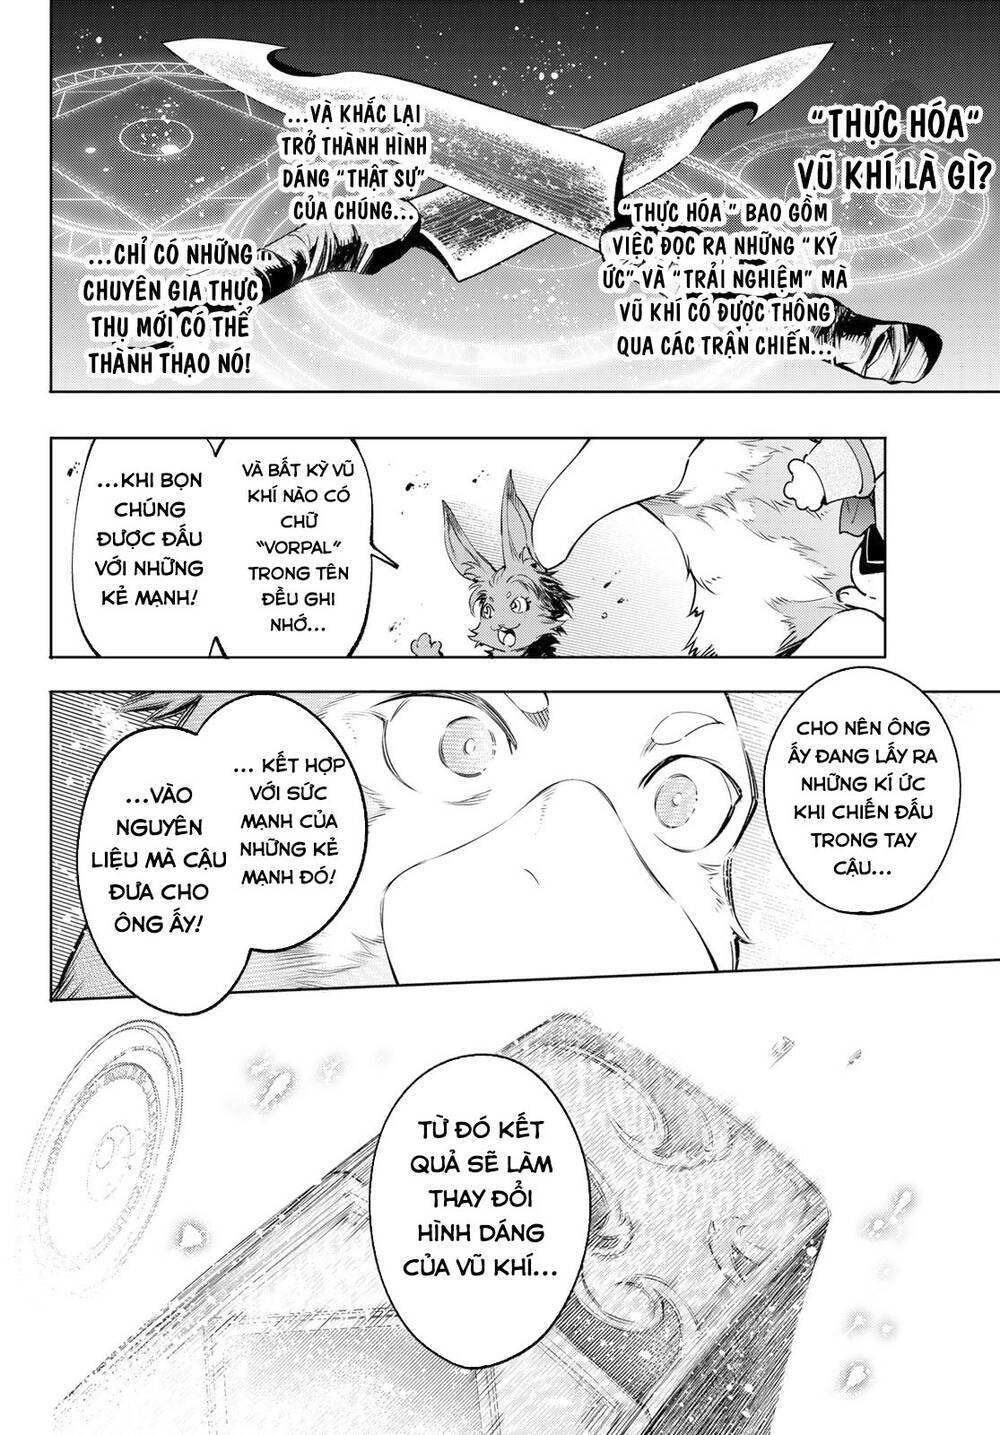 “THỰC HÓA“
VŨ KHÍ LÀ GÌ?
“THỰC HÓA “ BAO GỒM
VIỆC ĐỌC RA NHỮNG “KÝ
ỨC“ VÀ “TRẢI NGHIỆM“ MÀ
VŨ KHÍ CÓ ĐƯỢC THÔNG
QUA CÁC TRẬN CHIẾN...
...VÀ KHẮC LẠI
TRỞ THÀNH HÌNH
DÁNG “THẬT SỰ“
CỦA CHÚNG...
...CHỈ CÓ NHỮNG
CHUYÊN GIA THỰC
THỤ MỚI CÓ THỂ
THÀNH THẠO NÓ!
VÀ BẤT KỲ VŨ
KHÍ NÀO CÓ
CHỮ
“VORPAL“
TRONG TÊN
ĐỀU GHI
NHỚ...
...KHI BỌN
CHÚNG
ĐƯỢC ĐẤU
VỚI NHỮNG
KẺ MẠNH!
CHO NÊN ÔNG
ẤY ĐANG LẤY RA
NHỮNG KÍ ỨC
KHI CHIẾN ĐẤU
TRONG TAY
CẬU...
... KẾT HỢP
VỚI SỨC
MẠNH CỦA
NHỮNG KẺ
MẠNH ĐÓ!
...VÀO
NGUYÊN
LIỆU MÀ CẬU
ĐƯA CHO
ÔNG ẤY!
TỪ ĐÓ KẾT
QUẢ SẼ LÀM
THAY ĐỔI
HÌNH DÁNG
CỦA VŨ KHÍ...